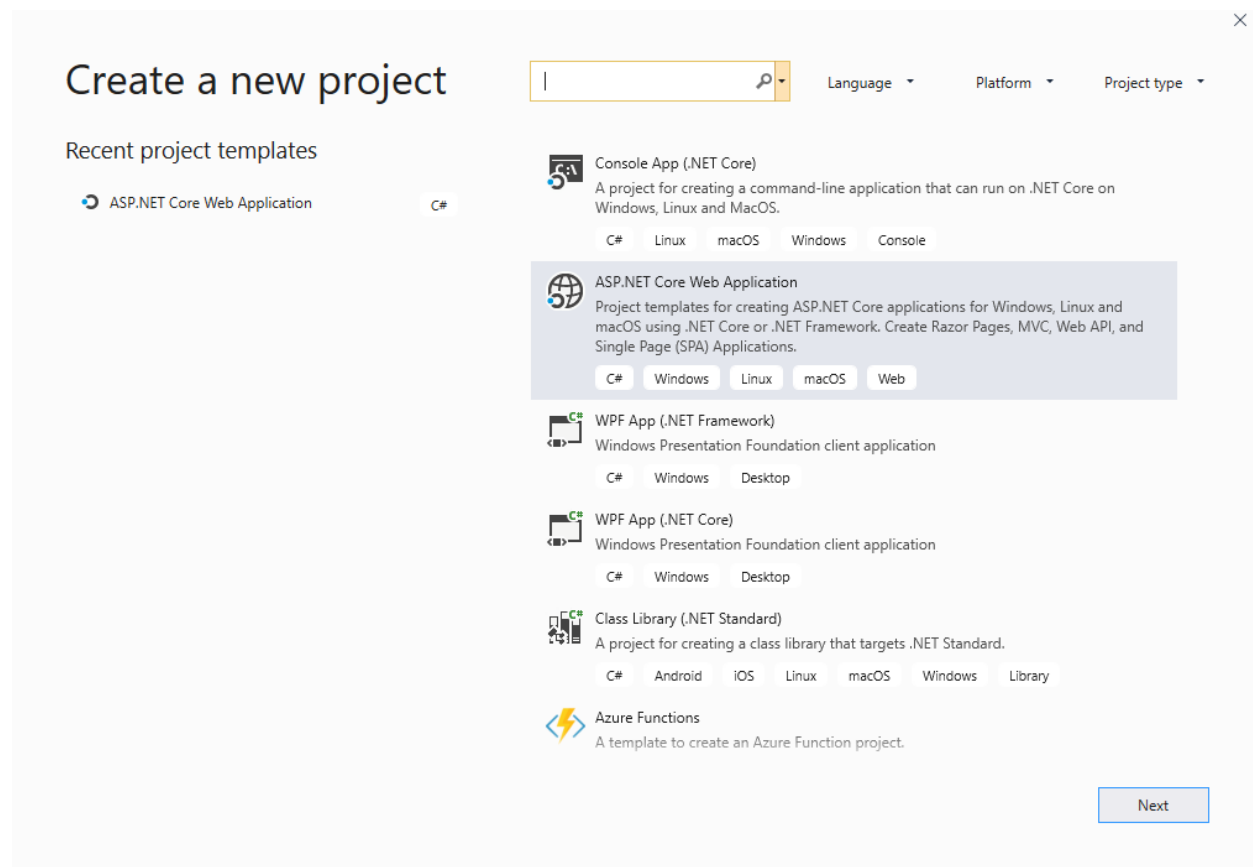 Create a new project
Language
Platform
Project type
Recent project templates
ASP.NET Core Web Application
C#
Console App (.NET Core)
A project for creating a command-line application that can run on .NET Core on
Windows, Linux and MacOS.
C# Linux macOS Windows Console
ASP.NET Core Web Application
Project templates for creating ASP.NET Core applications for Windows, Linux and
macOS using .NET Core or .NET Framework. Create Razor Pages, MVC, Web API, and
Single Page (SPA) Applications.
C# Windows Linux macOS Web
WPF App (.NET Framework)
Windows Presentation Foundation client application
C# Windows Desktop
WPF App (.NET Core)
Windows Presentation Foundation client application
C# Windows Desktop
Class Library (.NET Standard)
A project for creating a class library that targets .NET Standard.
C# Android iOS Linux macOS Windows Library
Azure Functions
A template to create an Azure Function project.
Next